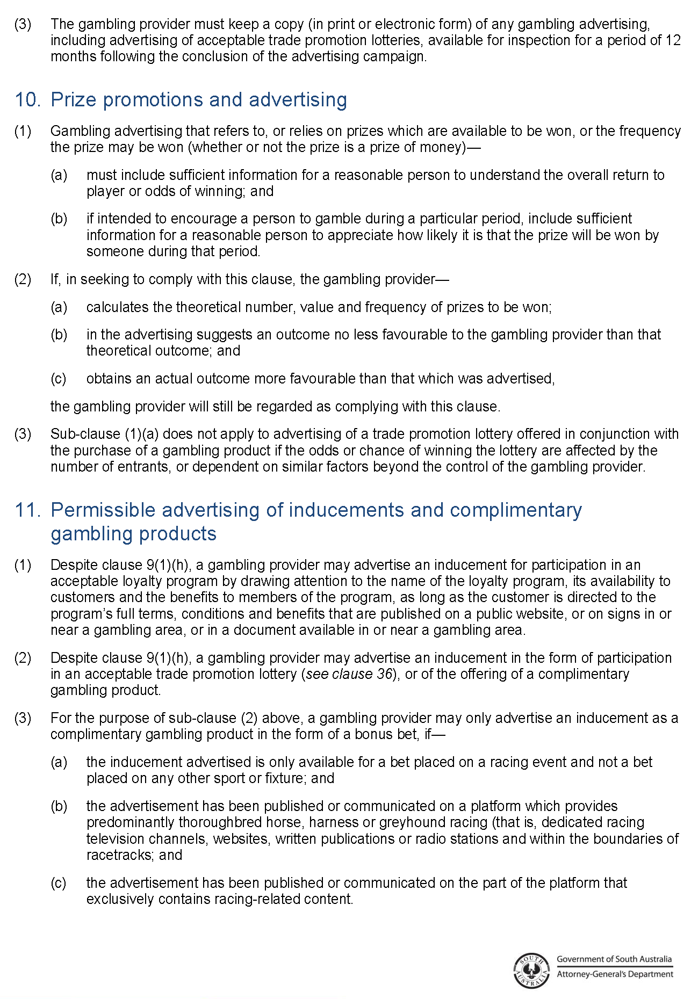 (3) The gambling provider must keep a copy (in print or electronic form) of any gambling advertising,
including advertising of acceptable trade promotion lotteries, available for inspection for a period of 12
months following the conclusion of the advertising campaign.
10. Prize promotions and advertising
(1) Gambling advertising that refers to, or relies on prizes which are available to be won, or the frequency
the prize may be won (whether or not the prize is a prize of money)—
(a) must include sufficient information for a reasonable person to understand the overall return to
player or odds of winning; and
(b) if intended to encourage a person to gamble during a particular period, include sufficient
information for a reasonable person to appreciate how likely it is that the prize will be won by
someone during that period.
(2) If, in seeking to comply with this clause, the gambling provider—
(a) calculates the theoretical number, value and frequency of prizes to be won;
(b) in the advertising suggests an outcome no less favourable to the gambling provider than that
theoretical outcome; and
(c) obtains an actual outcome more favourable than that which was advertised,
the gambling provider will still be regarded as complying with this clause.
(3) Sub-clause (1)(a) does not apply to advertising of a trade promotion lottery offered in conjunction with
the purchase of a gambling product if the odds or chance of winning the lottery are affected by the
number of entrants, or dependent on similar factors beyond the control of the gambling provider.
11. Permissible advertising of inducements and complimentary
gambling products
(1) Despite clause 9(1)(h), a gambling provider may advertise an inducement for participation in an
acceptable loyalty program by drawing attention to the name of the loyalty program, its availability to
customers and the benefits to members of the program, as long as the customer is directed to the
program’s full terms, conditions and benefits that are published on a public website, or on signs in or
near a gambling area, or in a document available in or near a gambling area.
(2) Despite clause 9(1)(h), a gambling provider may advertise an inducement in the form of participation
in an acceptable trade promotion lottery (see clause 36), or of the offering of a complimentary
gambling product.
(3) For the purpose of sub-clause (2) above, a gambling provider may only advertise an inducement as a
complimentary gambling product in the form of a bonus bet, if—
(a) the inducement advertised is only available for a bet placed on a racing event and not a bet
placed on any other sport or fixture; and
(b) the advertisement has been published or communicated on a platform which provides
predominantly thoroughbred horse, harness or greyhound racing (that is, dedicated racing
television channels, websites, written publications or radio stations and within the boundaries of
racetracks; and
(c) the advertisement has been published or communicated on the part of the platform that
exclusively contains racing-related content.
SOUTH
AUSTRALIA
Government of South Australia
Attorney-General's Department